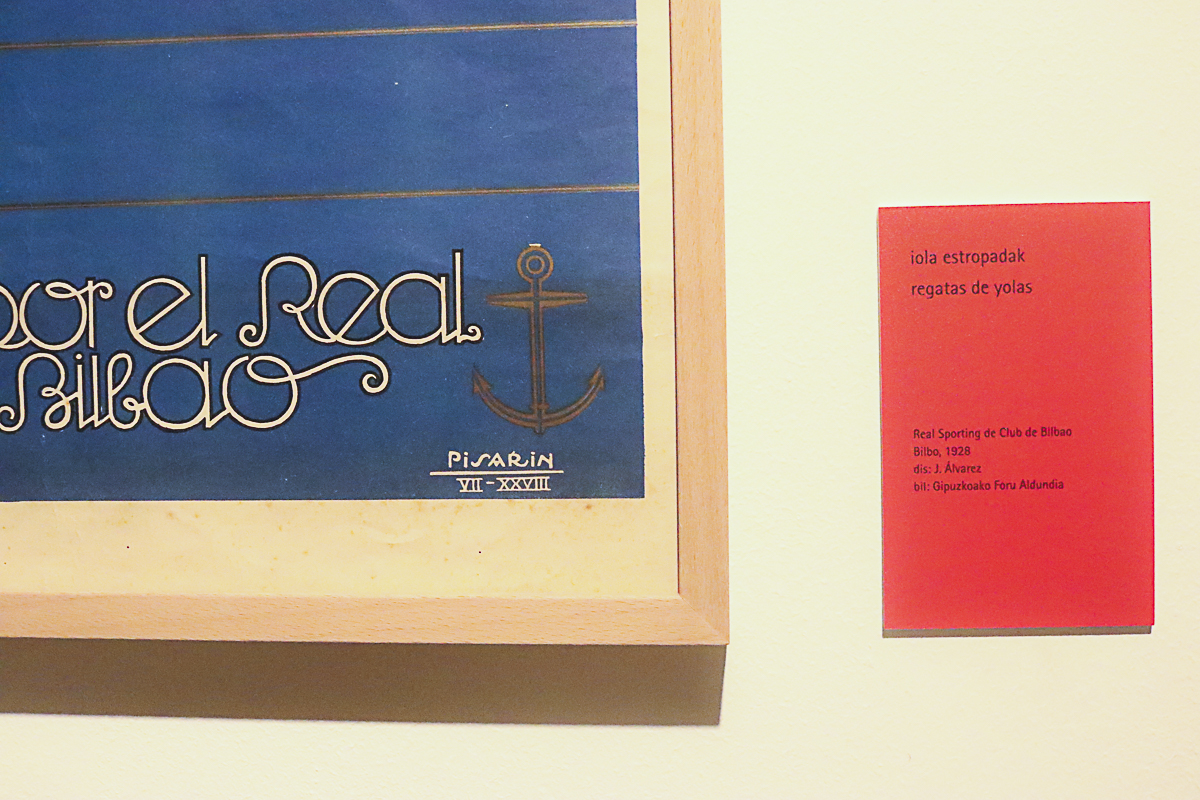 por el Real
Bilbao
PISARIN
VII-XXVIII
iola estropadak
regatas de yolas
Real Sporting de Club de Bilbao
Bilbo, 1928
dis: J. Álvarez
bil: Gipuzkoako Foru Aldundia